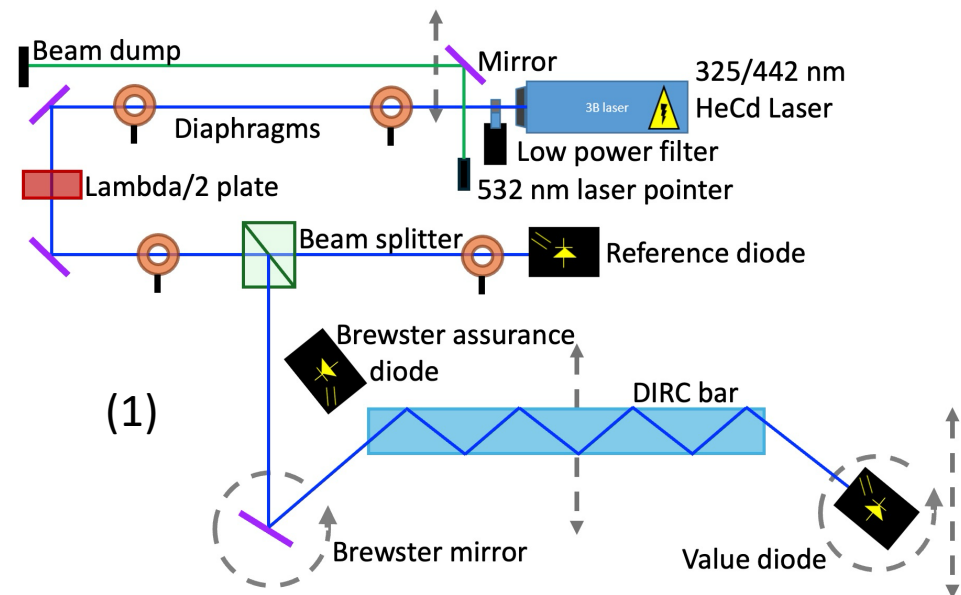 Beam dump
Mirror
325/442 nm
HeCd Laser
3B laser
Diaphragms
Low power filter
532 nm laser pointer
Lambda/2 plate
Beam splitter
Reference diode
Brewster assurance
diode
DIRC bar
(1)
Brewster mirror
Value diode